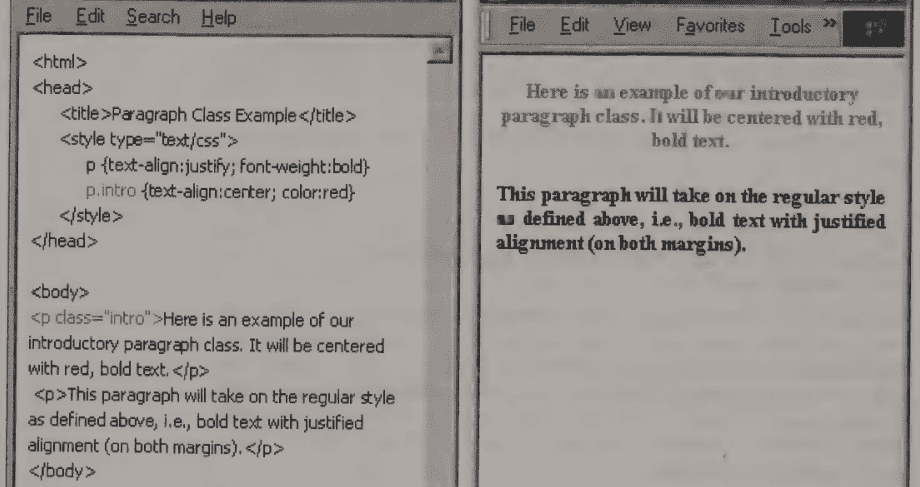 File Edit Search Help
<html>
<head>
<title>Paragraph Class Example</title>
<style type="text/css">
p {text-align:justify; font-weight:bold}
p.intro {text-align:center; color:red}
</style>
</head>
<body>
<p class="intro">Here is an example of our
introductory paragraph class. It will be centered
with red, bold text.</p>
<p>This paragraph will take on the regular style
as defined above, i.e., bold text with justified
alignment (on both margins).</p>
</body>
File Edit View Favorites Tools »
Here is an example of our introductory
paragraph class. It will be centered with red,
bold text.
This paragraph will take on the regular style
as defined above, i.e., bold text with justified
alignment (on both margins).